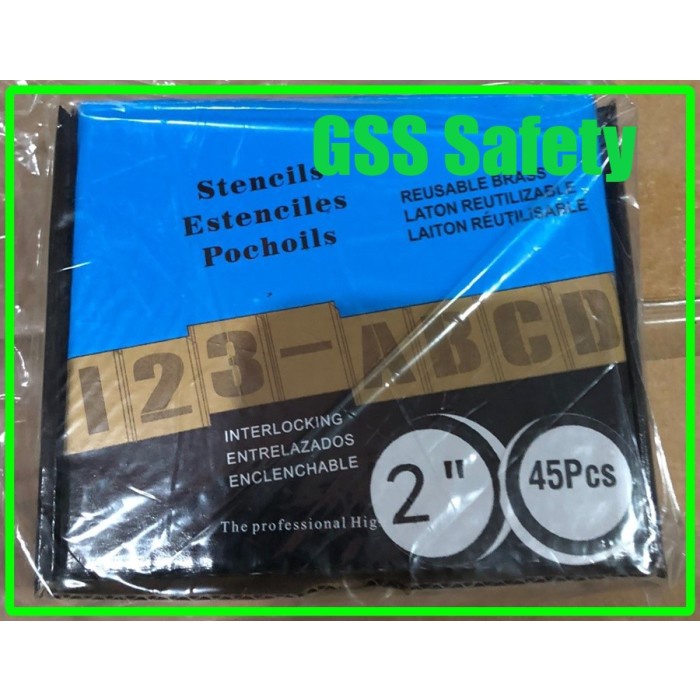 GSS Safety
Stencils
Estenciles
Pochoils
REUSABLE BRASS
LATON REUTILIZABLE
LAITON RÉUTILISABLE
123-ABCD
INTERLOCKING
ENTRELAZADOS
ENCLENCHABLE
2"
45Pcs
The professional